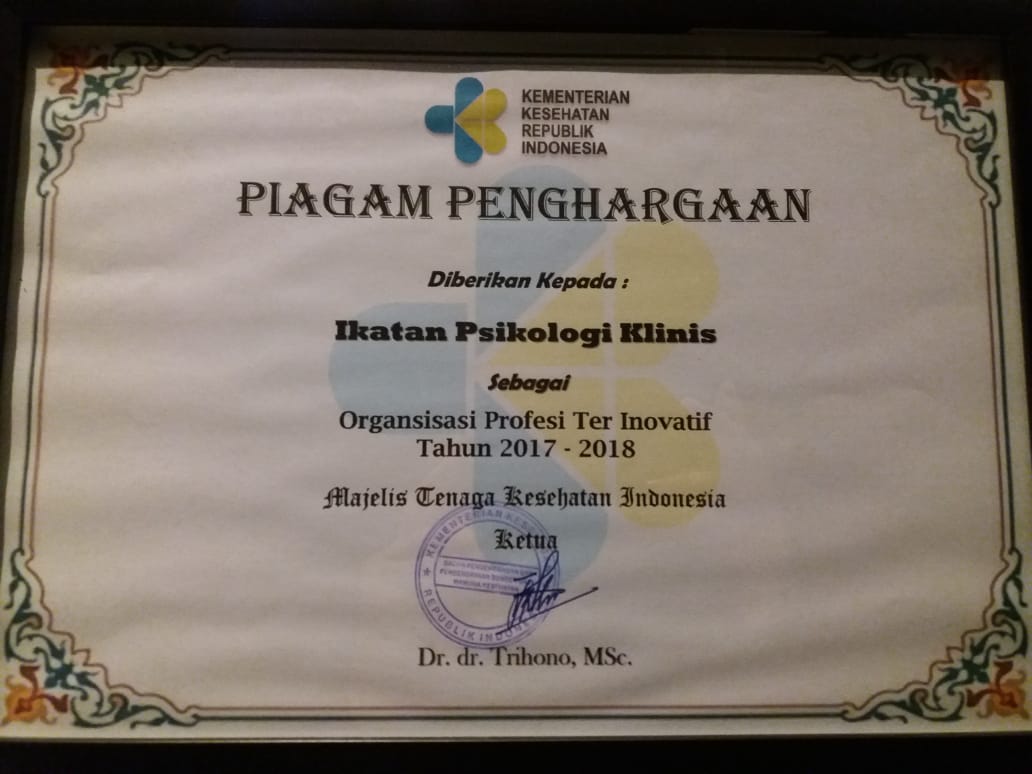 KEMENTERIAN
KESEHATAN
REPUBLIK
INDONESIA
PIAGAM PENGHARGAAN
Diberikan Kepada :
Ikatan Psikologi Klinis
Sebagai
Organsisasi Profesi Ter Inovatif
Tahun 2017 - 2018
Majelis Tenaga Kesehatan Indonesia
Ketua
Dr. dr. Trihono, MSc.